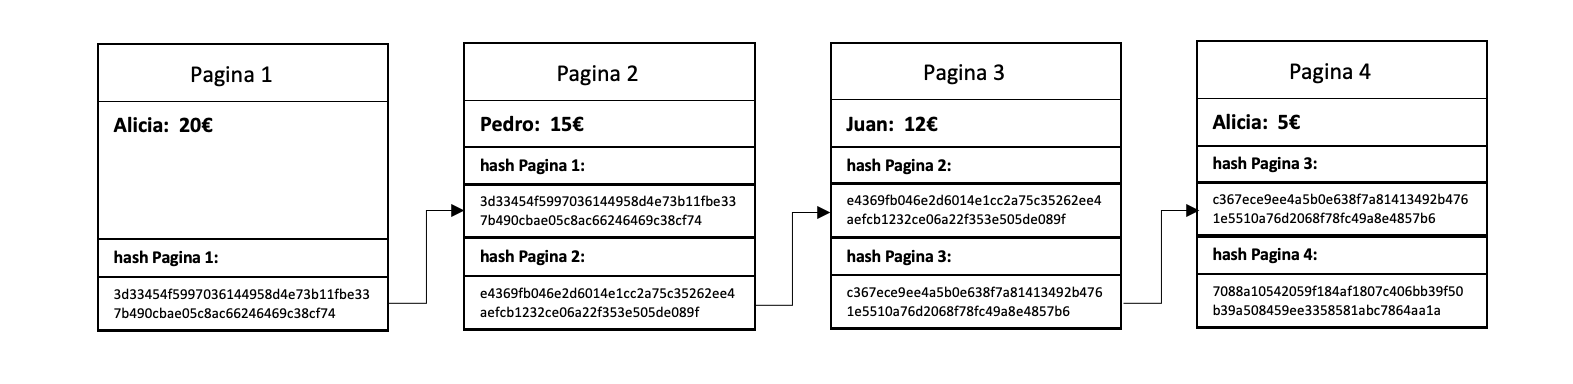 Pagina 1
Alicia: 20€
hash Pagina 1:
3d33454f5997036144958d4e73b11fbe33
7b490cbae05c8ac66246469c38cf74
Pagina 2
Pedro: 15€
hash Pagina 1:
3d33454f5997036144958d4e73b11fbe33
7b490cbae05c8ac66246469c38cf74
hash Pagina 2:
e4369fb046e2d6014e1cc2a75c35262ee4
aefcb1232ce06a22f353e505de089f
Pagina 3
Juan: 12€
hash Pagina 2:
e4369fb046e2d6014e1cc2a75c35262ee4
aefcb1232ce06a22f353e505de089f
hash Pagina 3:
c367ece9ee4a5b0e638f7a81413492b476
1e5510a76d2068f78fc49a8e4857b6
Pagina 4
Alicia: 5€
hash Pagina 3:
c367ece9ee4a5b0e638f7a81413492b476
1e5510a76d2068f78fc49a8e4857b6
hash Pagina 4:
7088a10542059f184af1807c406bb39f50
b39a508459ee3358581abc7864aa1a